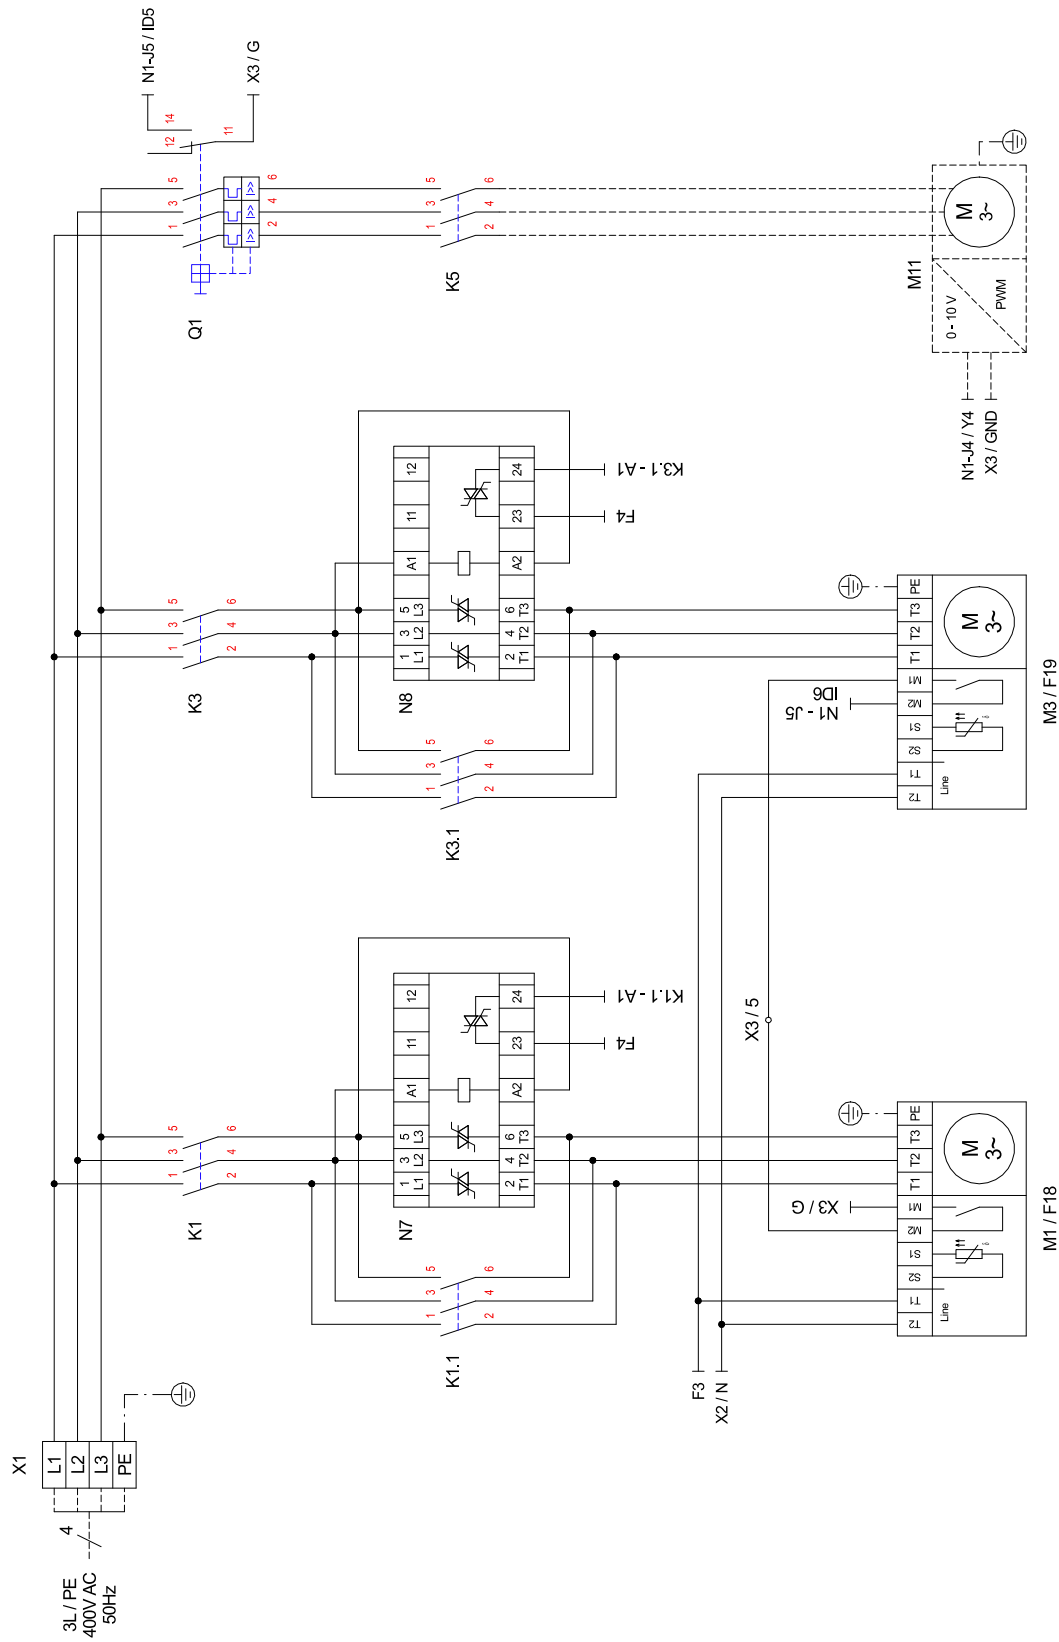 3L / PE
400V AC
50Hz
4
X1
L1
L2
L3
PE
K1
1
3
5
2
4
6
K1.1
1
3
5
2
4
6
N7
1
L1
3
L2
5
L3
A1
11
12
2
T1
4
T2
6
T3
A2
23
24
F4
K1.1 - A1
F3
X2 / N
X3 / G
X3 / 5
T2
T1
S2
S1
M2
M1
T1
T2
T3
PE
Line
ϑ
M
3~
M1 / F18
K3
1
3
5
2
4
6
K3.1
1
3
5
2
4
6
N8
1
L1
3
L2
5
L3
A1
11
12
2
T1
4
T2
6
T3
A2
23
24
F4
K3.1 - A1
N1 - J5
ID6
T2
T1
S2
S1
M2
M1
T1
T2
T3
PE
Line
ϑ
M
3~
M3 / F19
Q1
1
3
5
12
14
11
N1-J5 / ID5
X3 / G
I>>
I>>
I>>
2
4
6
K5
1
3
5
2
4
6
M11
0 - 10 V
PWM
M
3~
N1-J4 / Y4
X3 / GND